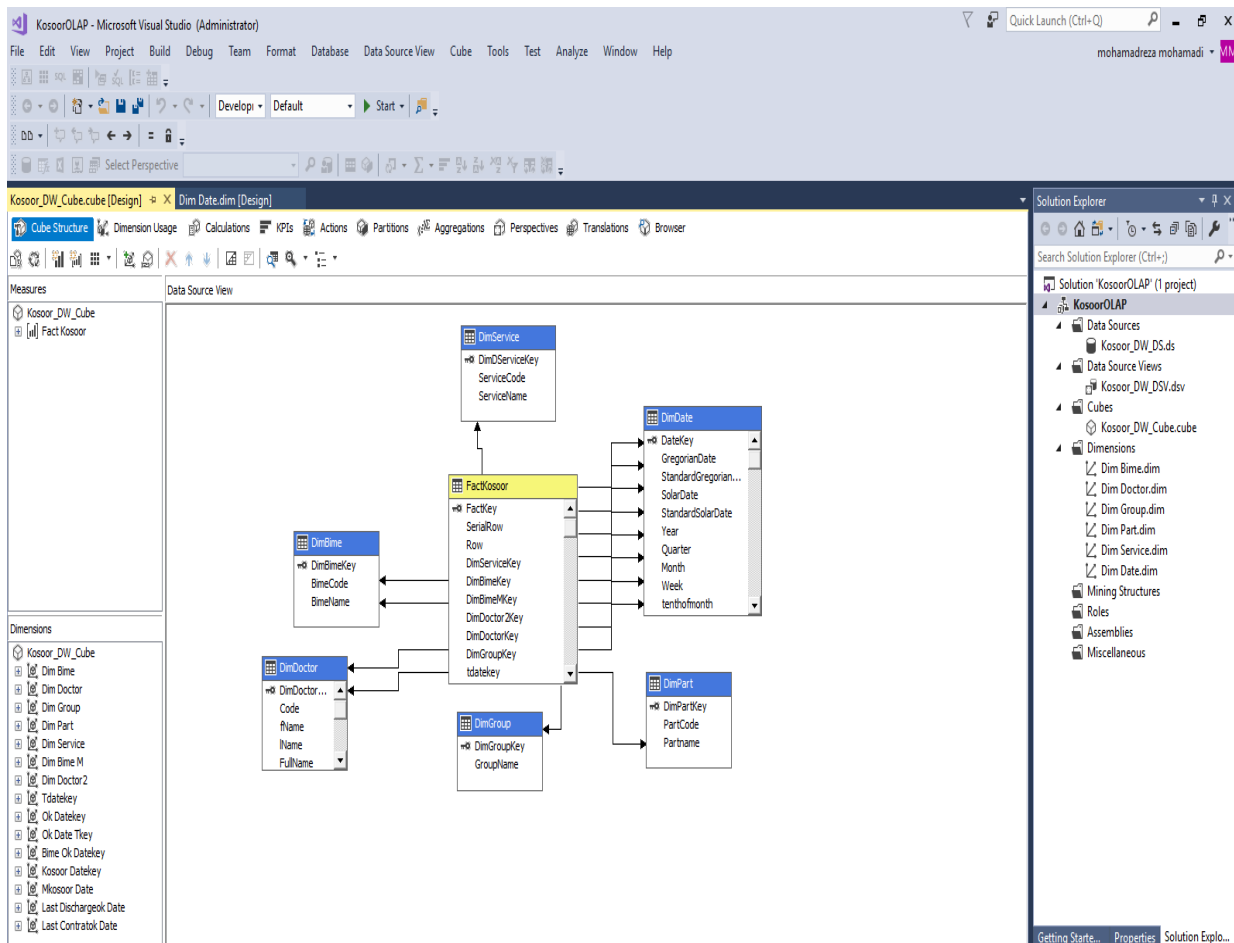 KosoorOLAP - Microsoft Visual Studio (Administrator)
Quick Launch (Ctrl+Q)
File Edit View Project Build Debug Team Format Database Data Source View Cube Tools Test Analyze Window Help
mohamadreza mohamadi MM
Developi Default Start
Select Perspective
Kosoor_DW_Cube.cube [Design] Dim Date.dim [Design]
Cube Structure Dimension Usage Calculations KPIs Actions Partitions Aggregations Perspectives Translations Browser
Measures
Kosoor_DW_Cube
Fact Kosoor
Dimensions
Kosoor_DW_Cube
Dim Bime
Dim Doctor
Dim Group
Dim Part
Dim Service
Dim Bime M
Dim Doctor2
Tdatekey
Ok Datekey
Ok Date Tkey
Bime Ok Datekey
Kosoor Datekey
Mkosoor Date
Last Dischargeok Date
Last Contratok Date
Data Source View
DimService
DimDServiceKey
ServiceCode
ServiceName
DimDate
DateKey
GregorianDate
StandardGregorian...
SolarDate
StandardSolarDate
Year
Quarter
Month
Week
tenthofmonth
FactKosoor
FactKey
SerialRow
Row
DimServiceKey
DimBimeKey
DimBimeMKey
DimDoctor2Key
DimDoctorKey
DimGroupKey
tdatekey
DimBime
DimBimeKey
BimeCode
BimeName
DimDoctor
DimDoctor...
Code
fName
lName
FullName
DimGroup
DimGroupKey
GroupName
DimPart
DimPartKey
PartCode
Partname
Solution Explorer
Search Solution Explorer (Ctrl+;)
Solution 'KosoorOLAP' (1 project)
KosoorOLAP
Data Sources
Kosoor_DW_DS.ds
Data Source Views
Kosoor_DW_DSV.dsv
Cubes
Kosoor_DW_Cube.cube
Dimensions
Dim Bime.dim
Dim Doctor.dim
Dim Group.dim
Dim Part.dim
Dim Service.dim
Dim Date.dim
Mining Structures
Roles
Assemblies
Miscellaneous
Getting Starte... Properties Solution Explo...